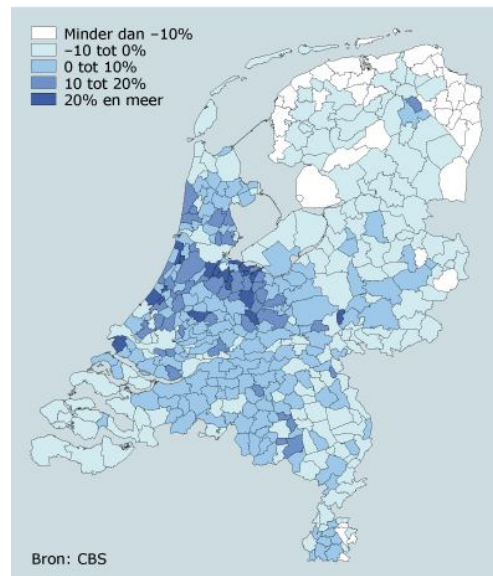 Minder dan −10%
−10 tot 0%
0 tot 10%
10 tot 20%
20% en meer
Bron: CBS